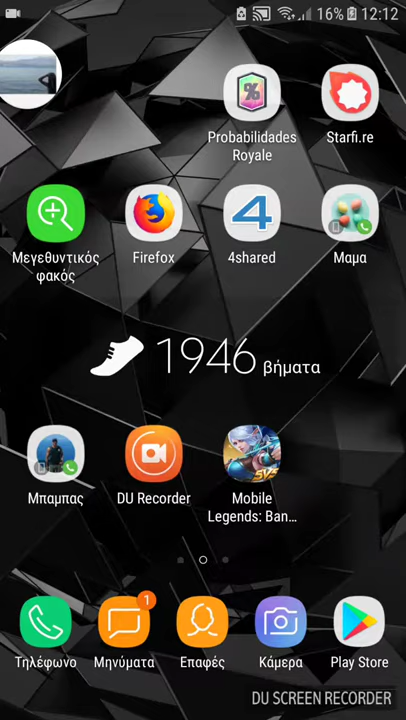 16% 12:12
Probabilidades
Royale
Starfi.re
Μεγεθυντικός
φακός
Firefox
4shared
Μαμα
1946 βήματα
Μπαμπας
DU Recorder
Mobile
Legends: Ban...
1
Τηλέφωνο
Μηνύματα
Επαφές
Κάμερα
Play Store
DU SCREEN RECORDER